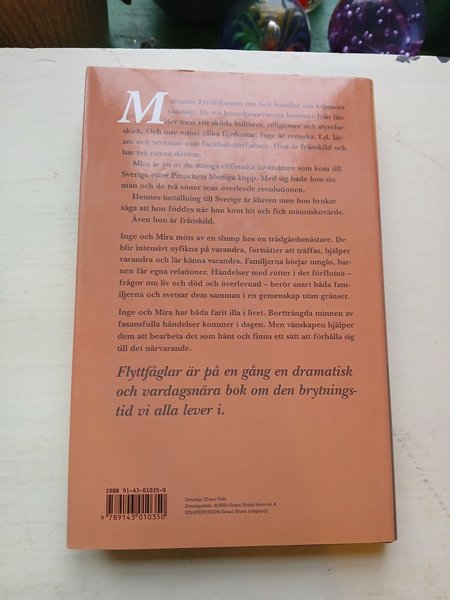 Marianne Fredrikssons nya bok handlar om kvinnors
vänskap. De två huvudpersonerna kommer från län-
der med vitt skilda kulturer, religioner och styrelse-
skick. Och inte minst olika fördomar. Inge är svenska, f.d. lär-
are och verksam som fackboksförfattare. Hon är frånskild och
har två vuxna döttrar.
Mira är en av de många chilenska invandrare som kom till
Sverige efter Pinochets blodiga kupp. Med sig hade hon sin
man och de två söner som överlevde revolutionen.
Hennes inställning till Sverige är kluven men hon brukar
säga att hon föddes när hon kom hit och fick människovärde.
Även hon är frånskild.
Inge och Mira möts av en slump hos en trädgårdsmästare. De
blir intensivt nyfikna på varandra, fortsätter att träffas, hjälper
varandra och lär känna varandra. Familjerna börjar umgås, bar-
nen får egna relationer. Händelser med rötter i det förflutna –
frågor om liv och död och överlevnad – berör snart båda fam-
iljerna och svetsar dem samman i en gemenskap utan gränser.
Inge och Mira har båda farit illa i livet. Bortträngda minnen av
fasansfulla händelser kommer i dagen. Men vänskapen hjälper
dem att bearbeta det som hänt och finna ett sätt att förhålla sig
till det närvarande.
Flyttfåglar är på en gång en dramatisk
och vardagsnära bok om den brytnings-
tid vi alla lever i.
ISBN 91-43-01035-0
9 789143 010350
Omslag: Chatu Falk
Omslagsfoto: ©IBID/Great Shots (kvinna) &
©SUPERSTOCK/Great Shots (högland)